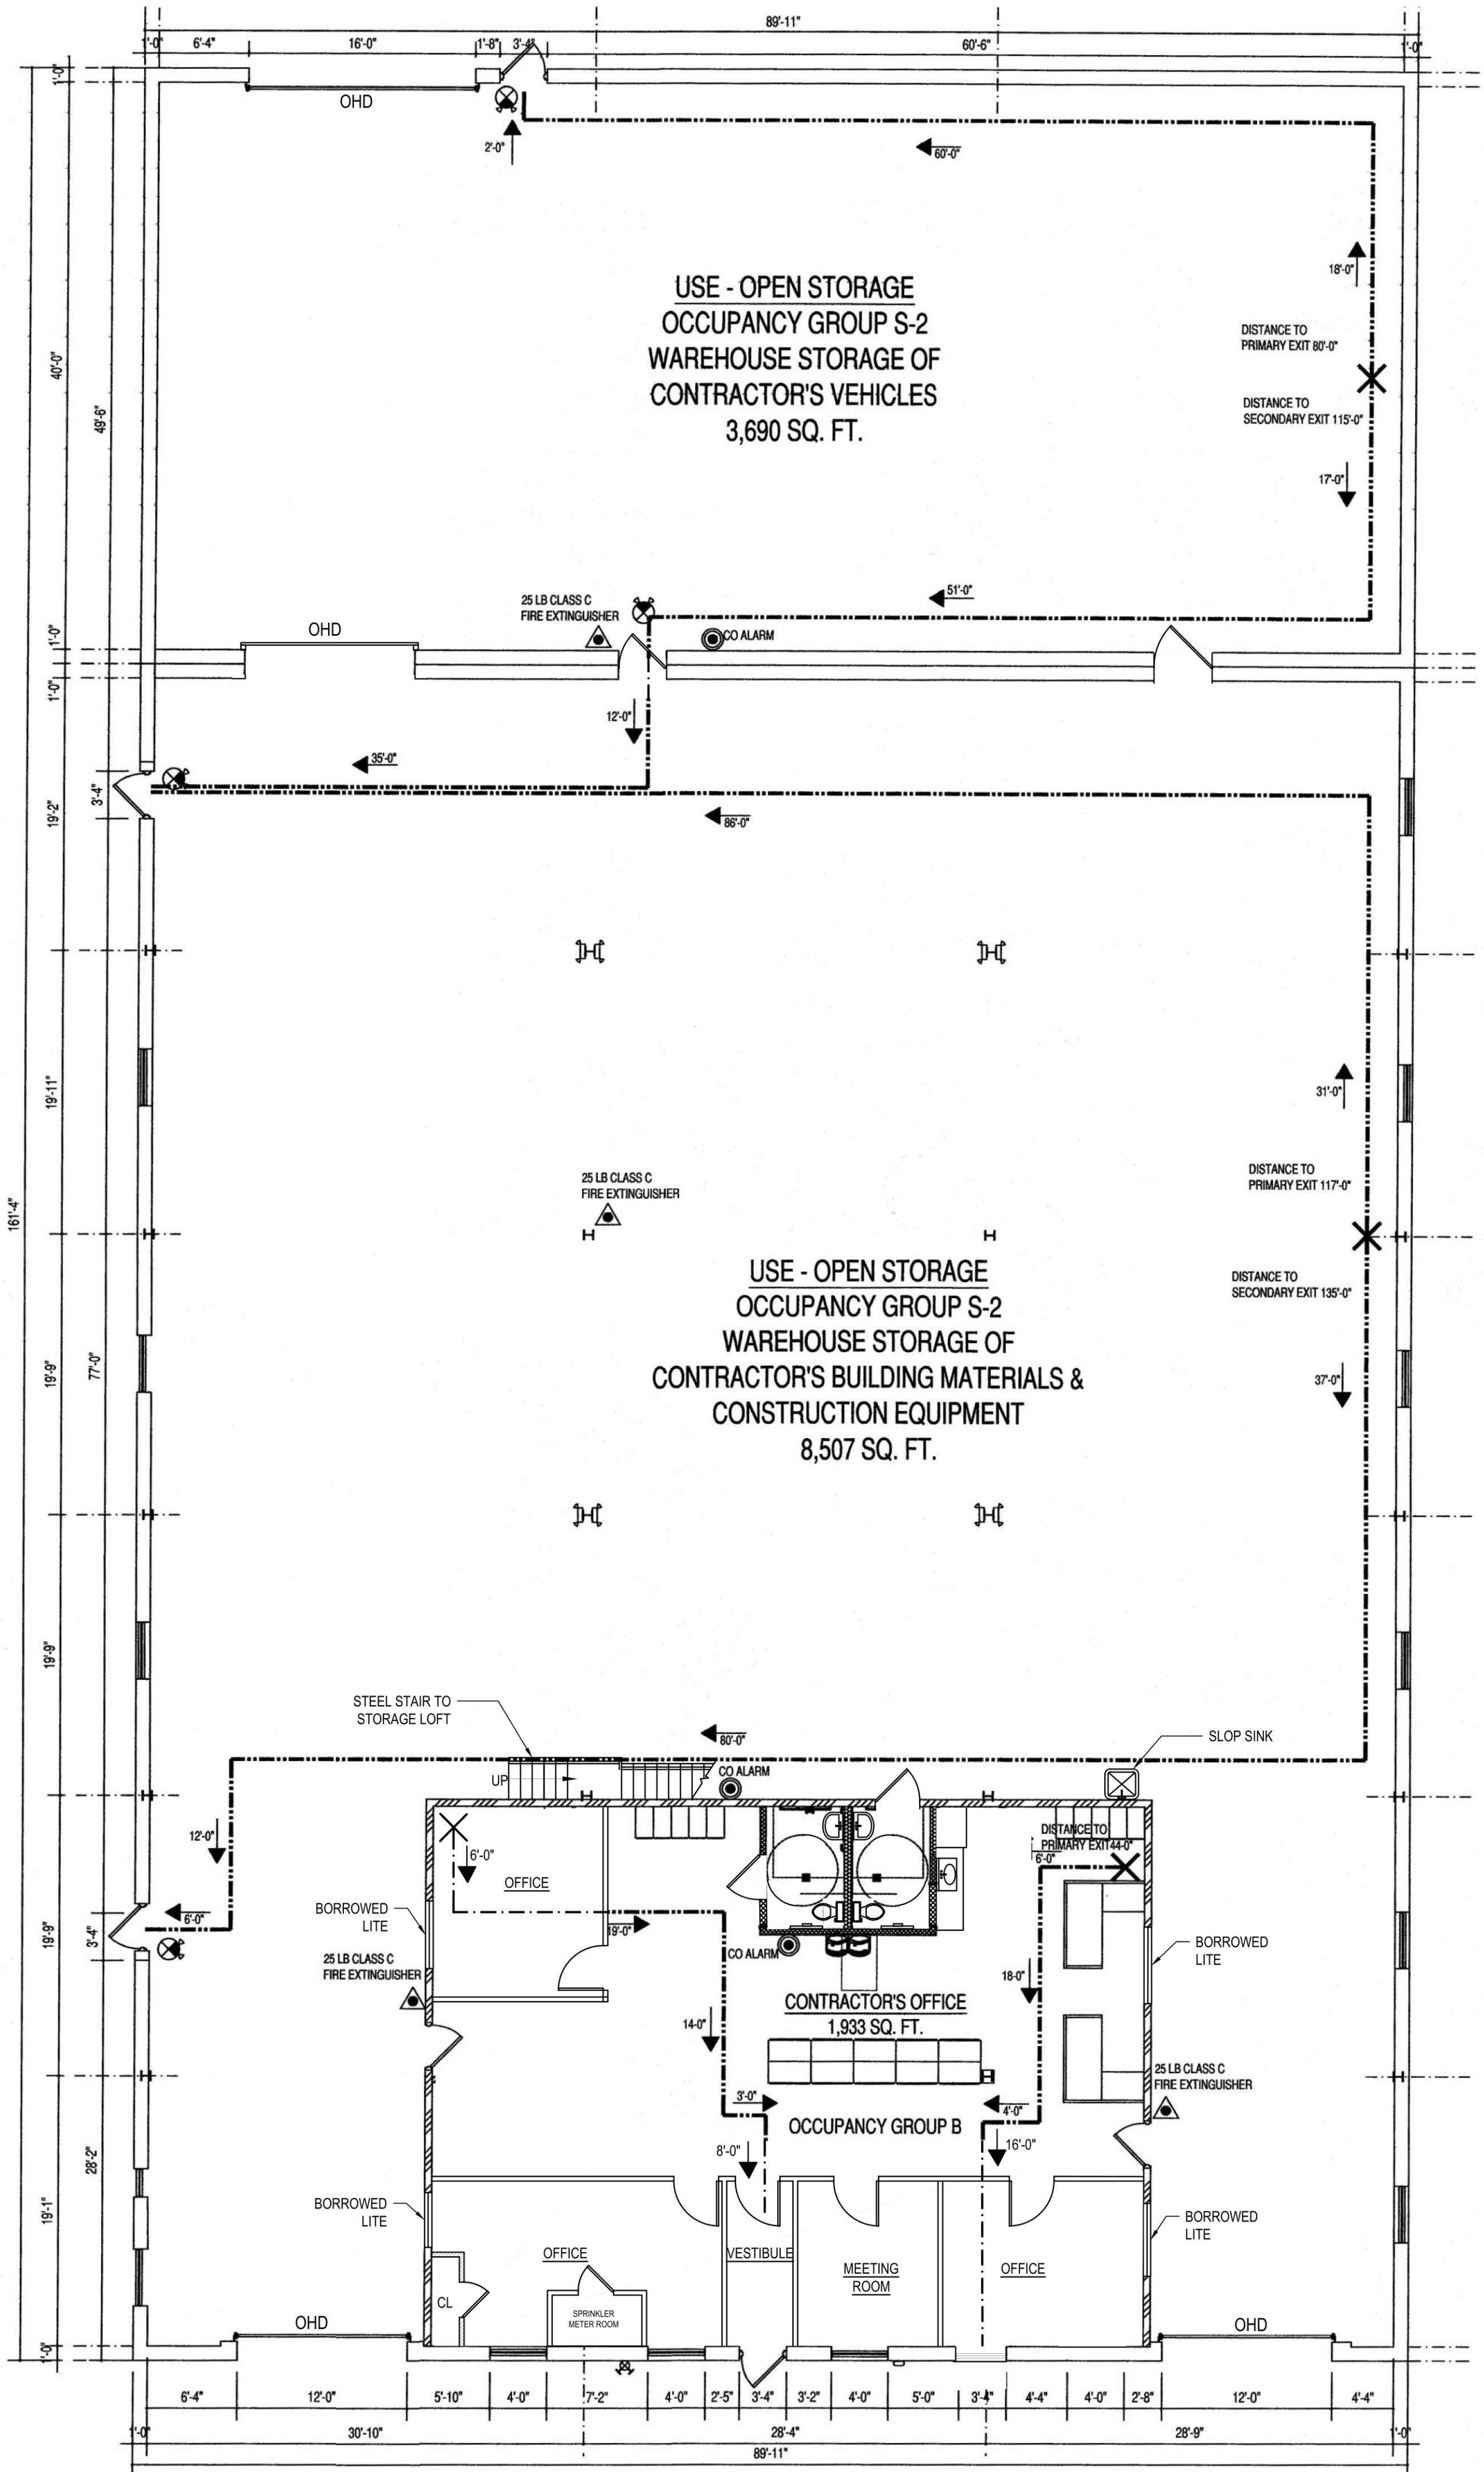 89'-11"
1'-0"
6'-4"
16'-0"
1'-8"
3'-4"
60'-6"
1'-0"
1'-0"
OHD
2'-0"
60'-0"
USE - OPEN STORAGE
OCCUPANCY GROUP S-2
WAREHOUSE STORAGE OF
CONTRACTOR'S VEHICLES
3,690 SQ. FT.
18'-0"
DISTANCE TO
PRIMARY EXIT 80'-0"
DISTANCE TO
SECONDARY EXIT 115'-0"
17'-0"
40'-0"
49'-6"
25 LB CLASS C
FIRE EXTINGUISHER
51'-0"
OHD
CO ALARM
1'-0"
1'-0"
12'-0"
35'-0"
3'-4"
19'-2"
86'-0"
19'-11"
31'-0"
25 LB CLASS C
FIRE EXTINGUISHER
DISTANCE TO
PRIMARY EXIT 117'-0"
161'-4"
USE - OPEN STORAGE
OCCUPANCY GROUP S-2
WAREHOUSE STORAGE OF
CONTRACTOR'S BUILDING MATERIALS &
CONSTRUCTION EQUIPMENT
8,507 SQ. FT.
DISTANCE TO
SECONDARY EXIT 135'-0"
19'-9"
77'-0"
37'-0"
19'-9"
STEEL STAIR TO
STORAGE LOFT
80'-0"
SLOP SINK
UP
CO ALARM
12'-0"
6'-0"
OFFICE
DISTANCE TO
PRIMARY EXIT 44-0"
6'-0"
BORROWED
LITE
6'-0"
19'-0"
19'-9"
3'-4"
CO ALARM
BORROWED
LITE
25 LB CLASS C
FIRE EXTINGUISHER
18-0"
CONTRACTOR'S OFFICE
1,933 SQ. FT.
14-0"
25 LB CLASS C
FIRE EXTINGUISHER
3'-0"
4'-0"
OCCUPANCY GROUP B
8'-0"
16'-0"
28'-2"
19'-1"
BORROWED
LITE
BORROWED
LITE
OFFICE
VESTIBULE
MEETING
ROOM
OFFICE
CL
SPRINKLER
METER ROOM
OHD
OHD
1'-0"
6'-4"
12'-0"
5'-10"
4'-0"
7'-2"
4'-0"
2'-5"
3'-4"
3'-2"
4'-0"
5'-0"
3'-4"
4'-4"
4'-0"
2'-8"
12'-0"
4'-4"
1'-0"
30'-10"
28'-4"
28'-9"
1'-0"
89'-11"